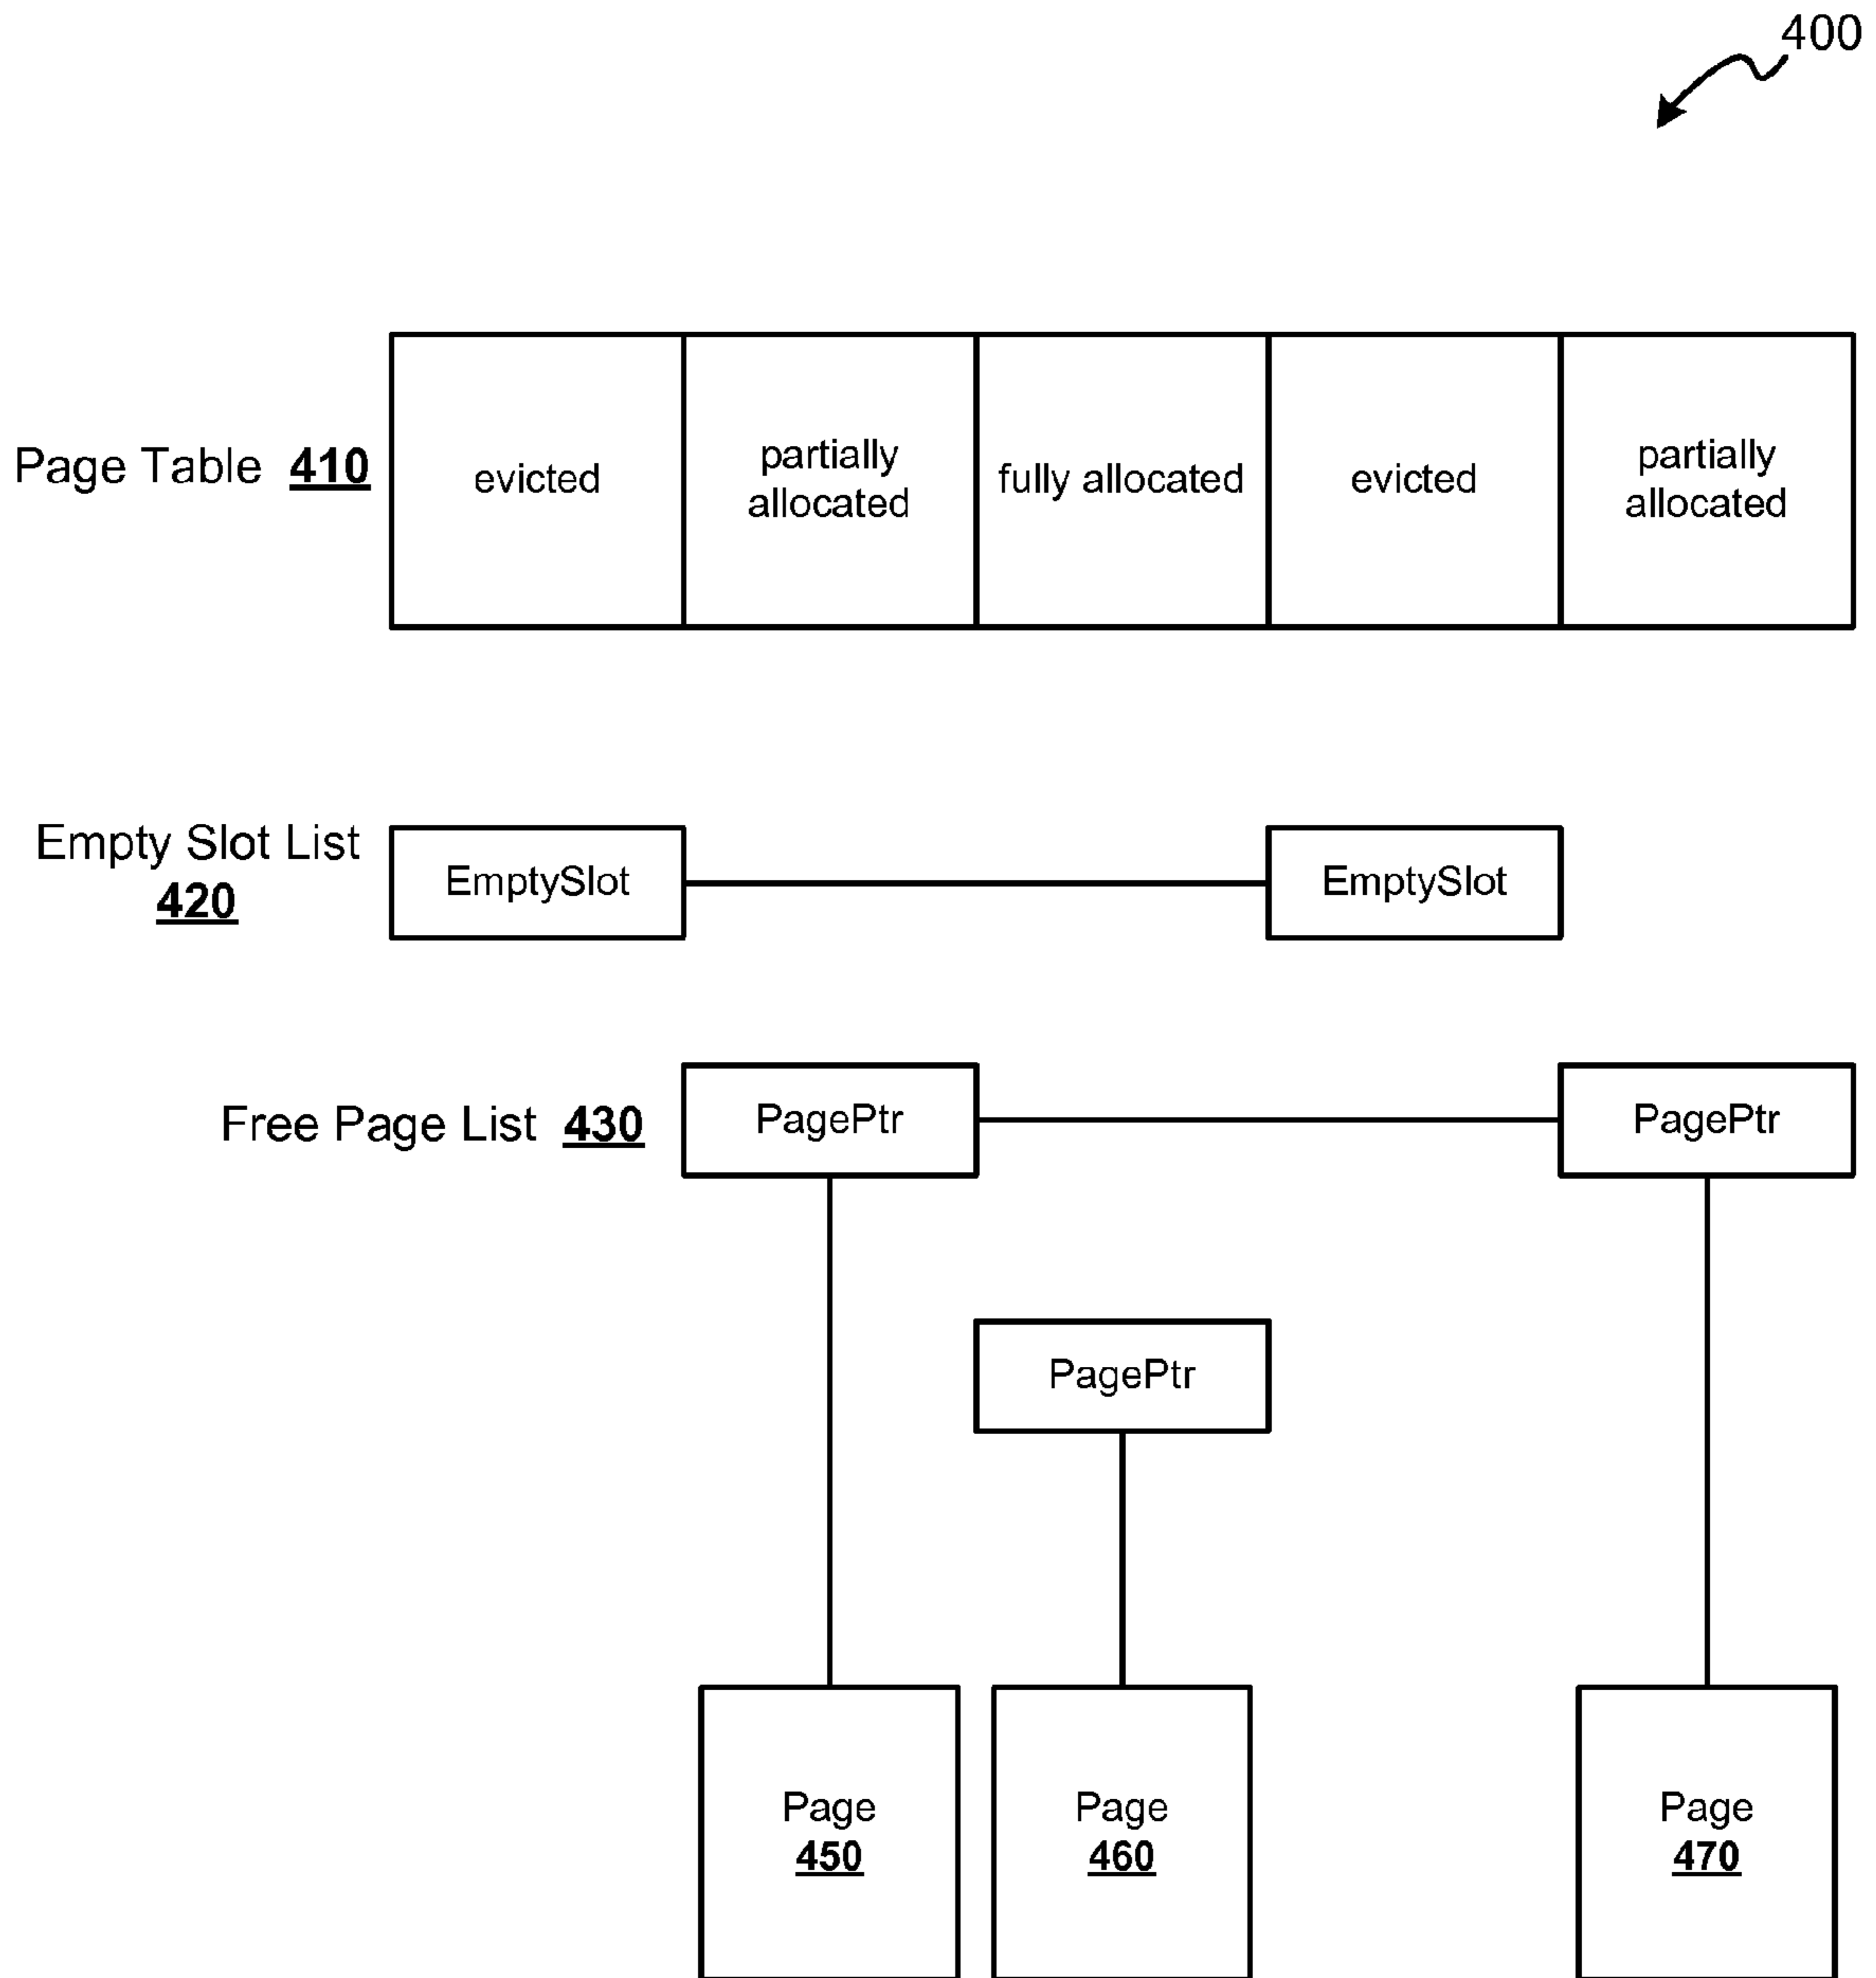 400
Page Table 410
evicted
partially
allocated
fully allocated
evicted
partially
allocated
Empty Slot List
420
EmptySlot
EmptySlot
Free Page List 430
PagePtr
PagePtr
PagePtr
Page
450
Page
460
Page
470